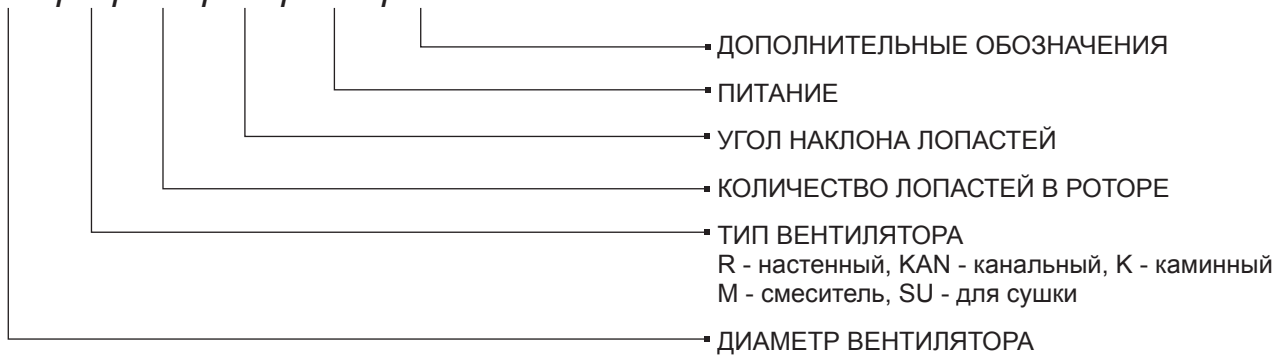 ДОПОЛНИТЕЛЬНЫЕ ОБОЗНАЧЕНИЯ
ПИТАНИЕ
УГОЛ НАКЛОНА ЛОПАСТЕЙ
КОЛИЧЕСТВО ЛОПАСТЕЙ В РОТОРЕ
ТИП ВЕНТИЛЯТОРА
R - настенный, KAN - канальный, K - каминный
M - смеситель, SU - для сушки
ДИАМЕТР ВЕНТИЛЯТОРА